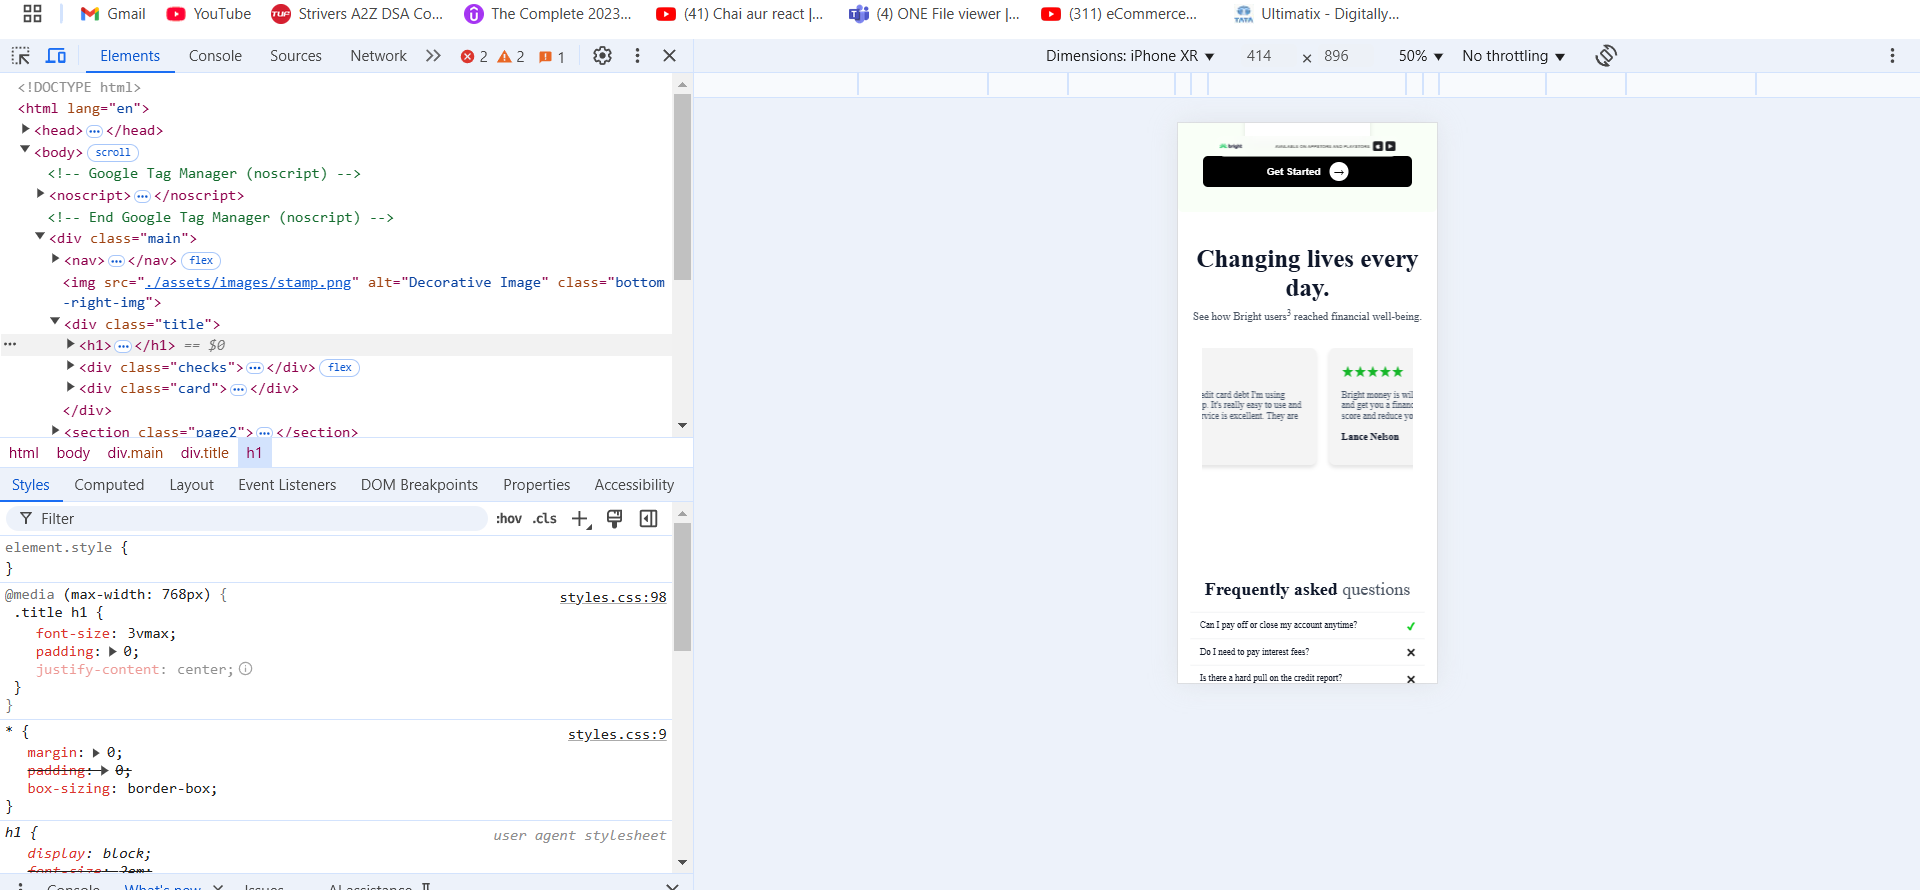 Gmail YouTube TUF Strivers A2Z DSA Co... The Complete 2023... (41) Chai aur react |... (4) ONE File viewer |... (311) eCommerce... TATA Ultimatix - Digitally...
Elements Console Sources Network 2 2 1
Dimensions: iPhone XR 414 × 896 50% No throttling
<!DOCTYPE html>
<html lang="en">
<head> ••• </head>
<body> scroll
<!-- Google Tag Manager (noscript) -->
<noscript> ••• </noscript>
<!-- End Google Tag Manager (noscript) -->
<div class="main">
<nav> ••• </nav> flex
<img src="./assets/images/stamp.png" alt="Decorative Image" class="bottom
-right-img">
<div class="title">
••• <h1> ••• </h1> == $0
<div class="checks"> ••• </div> flex
<div class="card"> ••• </div>
</div>
<section class="page2"> ••• </section>
html body div.main div.title h1
Styles Computed Layout Event Listeners DOM Breakpoints Properties Accessibility
Filter :hov .cls
element.style {
}
@media (max-width: 768px) { styles.css:98
.title h1 {
font-size: 3vmax;
padding: 0;
justify-content: center;
}
}
* { styles.css:9
margin: 0;
padding: 0;
box-sizing: border-box;
}
h1 { user agent stylesheet
display: block;
font-size: 2em;
Console What's new Issues AI assistance
bright AVAILABLE ON APPSTORE AND PLAYSTORE
Get Started →
Changing lives every
day.
See how Bright users3 reached financial well-being.
edit card debt I'm using
p. It's really easy to use and
rvice is excellent. They are
Bright money is wil
and get you a financ
score and reduce yo
Lance Nelson
Frequently asked questions
Can I pay off or close my account anytime?
Do I need to pay interest fees?
Is there a hard pull on the credit report?